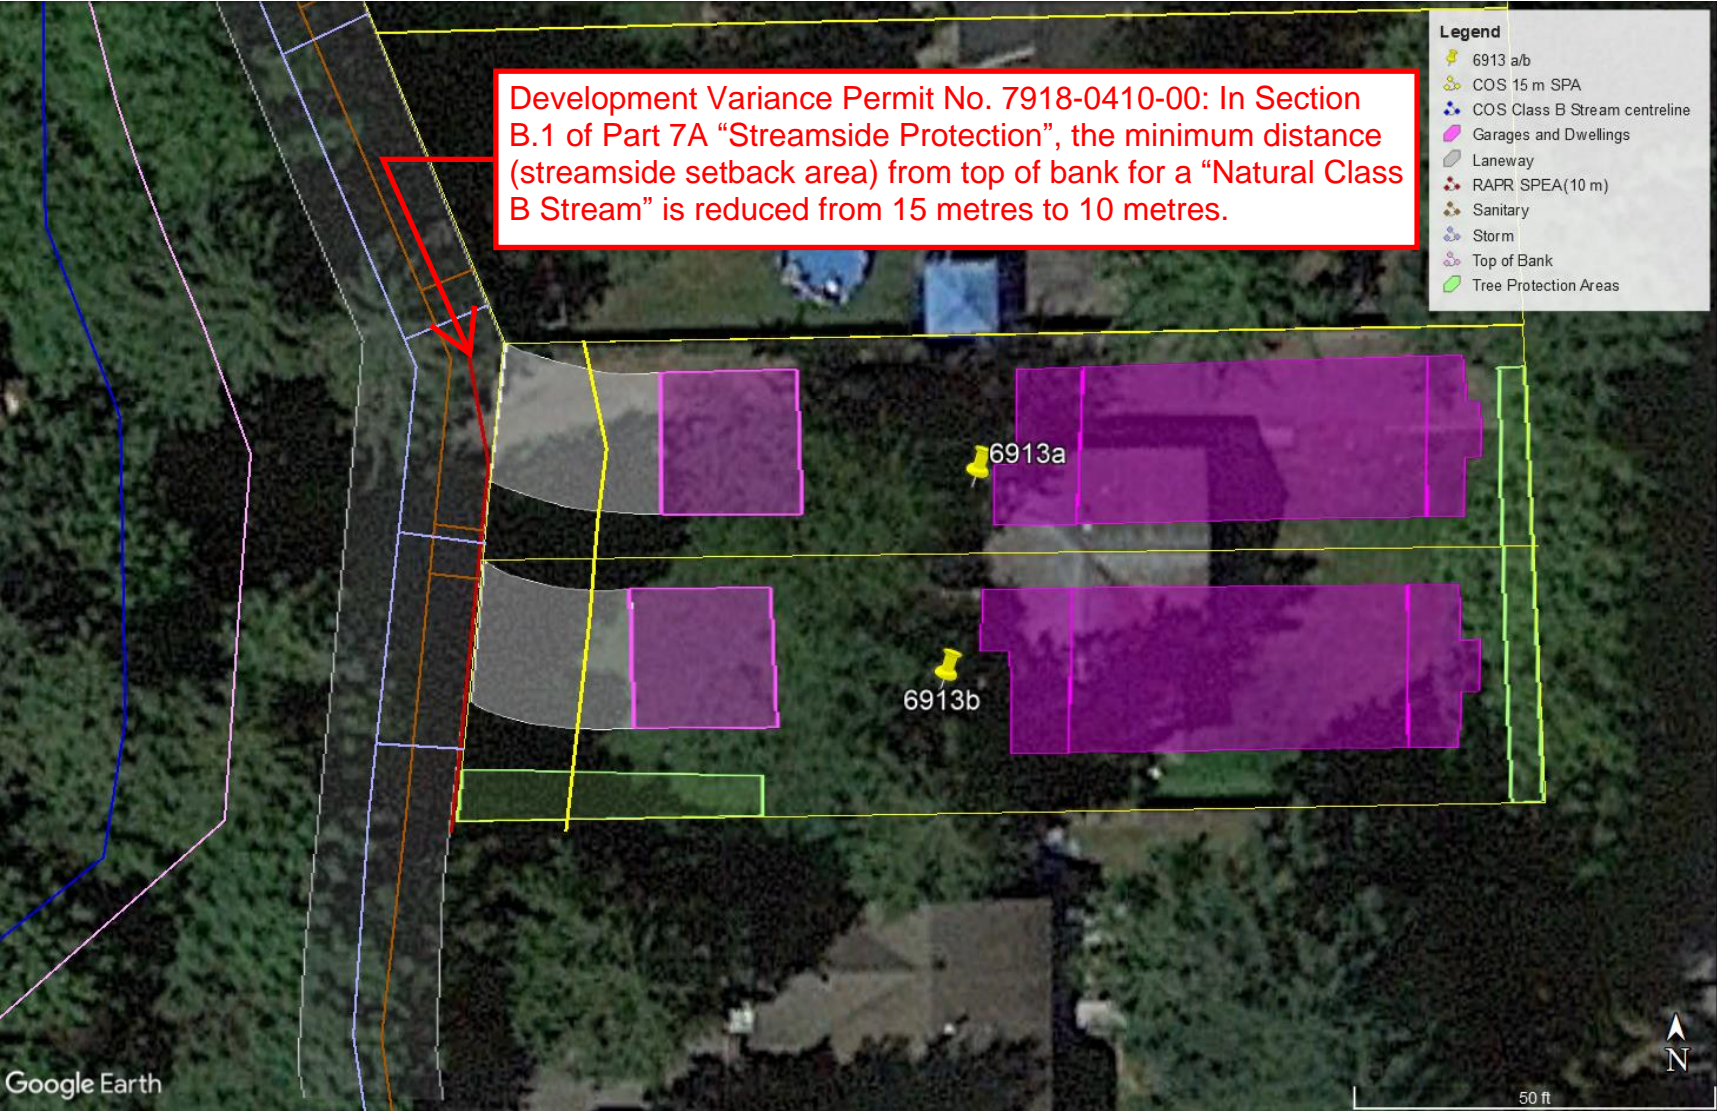 Development Variance Permit No. 7918-0410-00: In Section
B.1 of Part 7A “Streamside Protection”, the minimum distance
(streamside setback area) from top of bank for a “Natural Class
B Stream” is reduced from 15 metres to 10 metres.
Legend
6913 a/b
COS 15 m SPA
COS Class B Stream centreline
Garages and Dwellings
Laneway
RAPR SPEA(10 m)
Sanitary
Storm
Top of Bank
Tree Protection Areas
6913a
6913b
N
Google Earth
50 ft